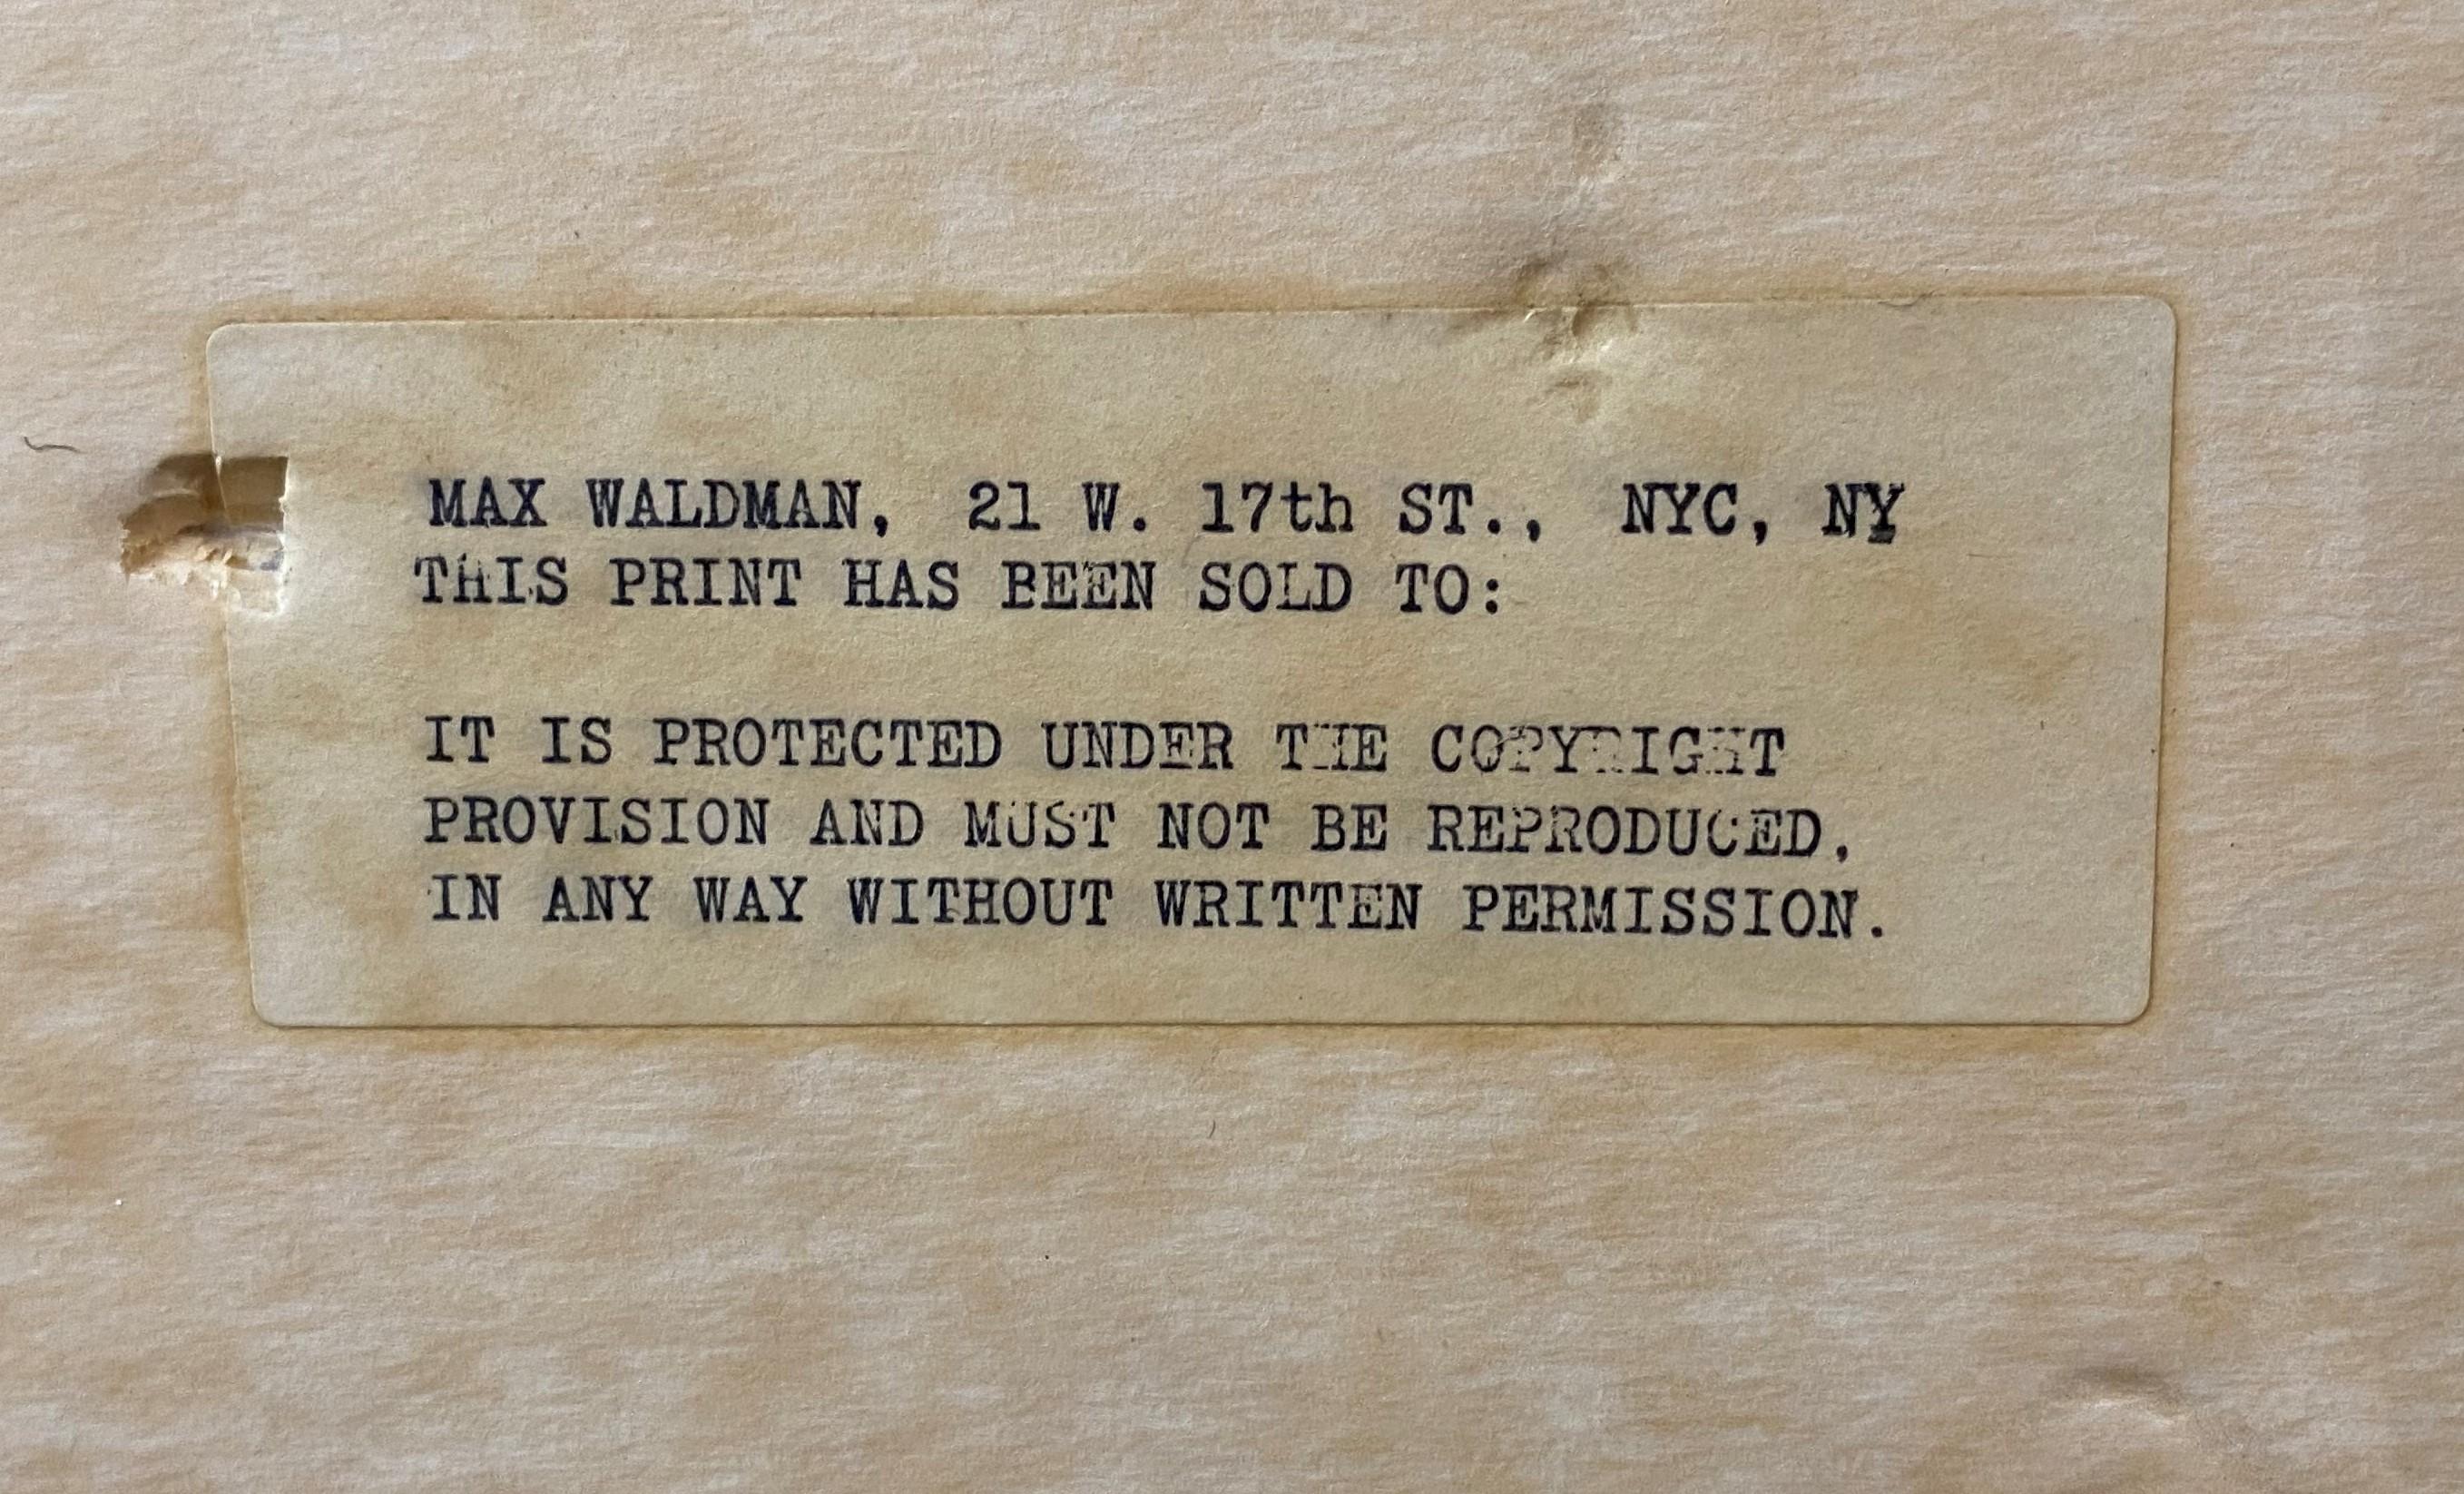 MAX WALDMAN, 21 W. 17th ST., NYC, NY
THIS PRINT HAS BEEN SOLD TO:
IT IS PROTECTED UNDER THE COPYRIGHT
PROVISION AND MUST NOT BE REPRODUCED,
IN ANY WAY WITHOUT WRITTEN PERMISSION.